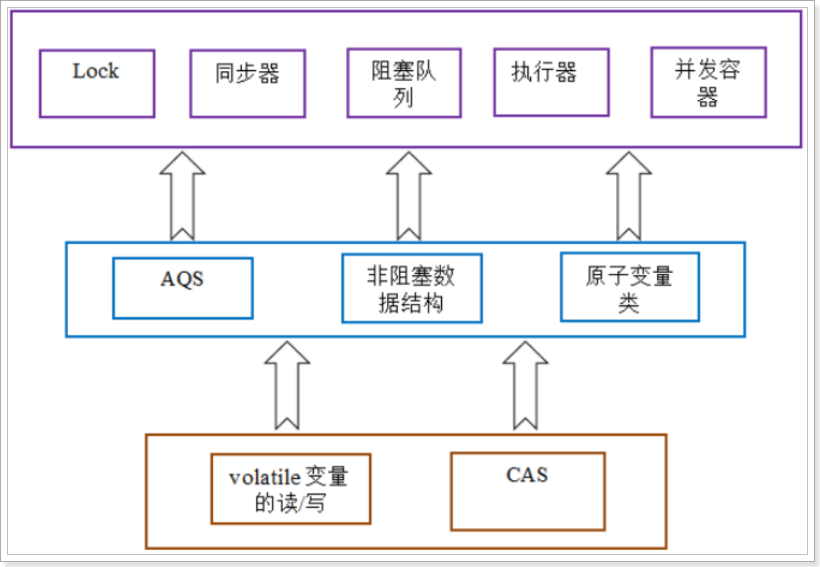 Lock
同步器
阻塞队
列
执行器
并发容
器
AQS
非阻塞数
据结构
原子变量
类
volatile 变量
的读/写
CAS